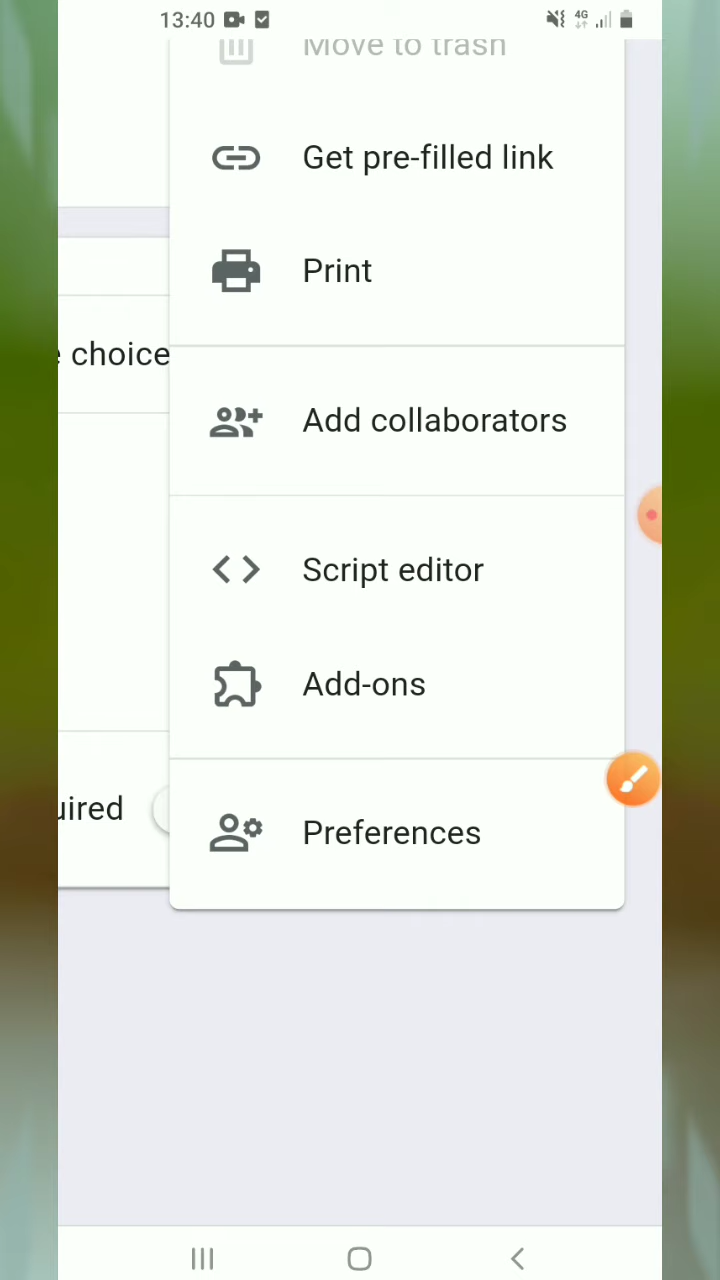 13:40
4G
Move to trash
Get pre-filled link
Print
choice
Add collaborators
Script editor
Add-ons
uired
Preferences